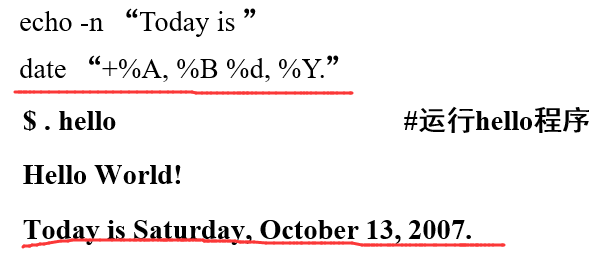 echo -n “Today is ”
date “+%A, %B %d, %Y.”
$ . hello #运行hello程序
Hello World!
Today is Saturday, October 13, 2007.